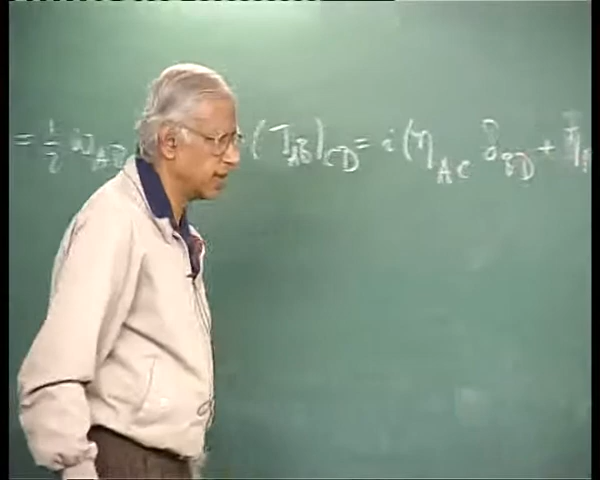 = 1/2 ω_AB (J_AB)_CD = i (η_AC δ_BD + η